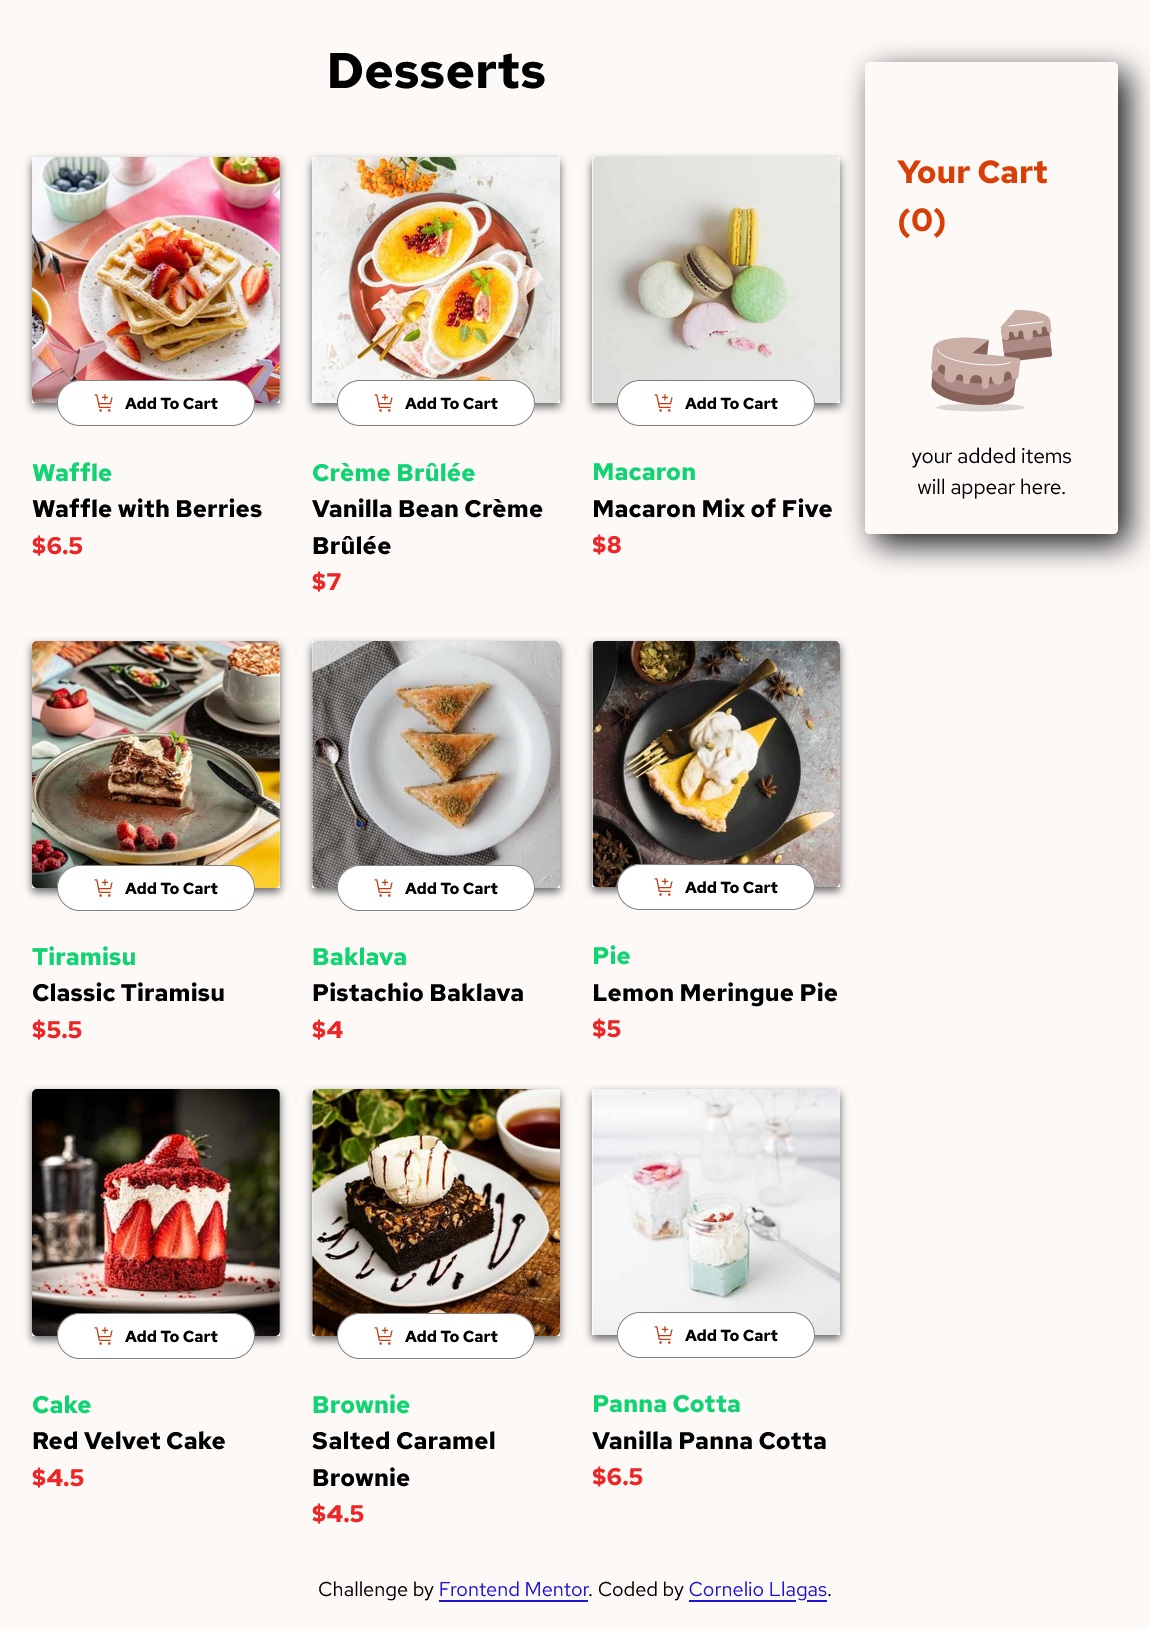 Desserts
Your Cart
(0)
your added items
will appear here.
Add To Cart
Waffle
Waffle with Berries
$6.5
Add To Cart
Crème Brûlée
Vanilla Bean Crème
Brûlée
$7
Add To Cart
Macaron
Macaron Mix of Five
$8
Add To Cart
Tiramisu
Classic Tiramisu
$5.5
Add To Cart
Baklava
Pistachio Baklava
$4
Add To Cart
Pie
Lemon Meringue Pie
$5
Add To Cart
Cake
Red Velvet Cake
$4.5
Add To Cart
Brownie
Salted Caramel
Brownie
$4.5
Add To Cart
Panna Cotta
Vanilla Panna Cotta
$6.5
Challenge by Frontend Mentor. Coded by Cornelio Llagas.